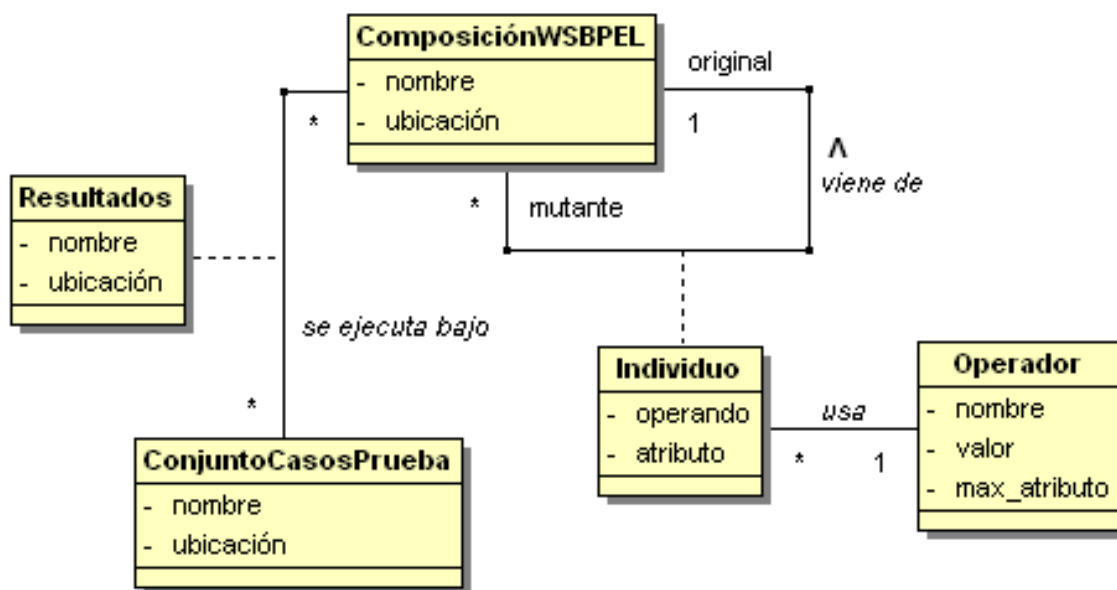 ComposiciónWSBPEL
- nombre
- ubicación
original
1
*
Λ
viene de
mutante
*
Resultados
- nombre
- ubicación
se ejecuta bajo
*
ConjuntoCasosPrueba
- nombre
- ubicación
Individuo
- operando
- atributo
usa
*
1
Operador
- nombre
- valor
- max_atributo